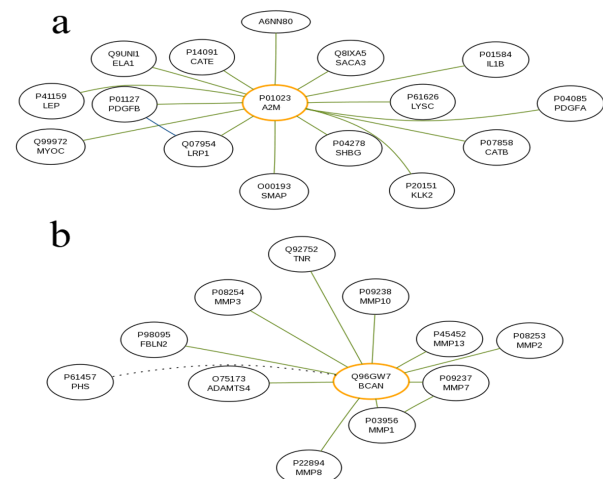 a
A6NN80
Q9UNI1
ELA1
P14091
CATE
Q8IXA5
SACA3
P01584
IL1B
P41159
LEP
P01127
PDGFB
P01023
A2M
P61626
LYSC
P04085
PDGFA
Q99972
MYOC
Q07954
LRP1
P04278
SHBG
P07858
CATB
O00193
SMAP
P20151
KLK2
b
Q92752
TNR
P08254
MMP3
P09238
MMP10
P98095
FBLN2
P45452
MMP13
P08253
MMP2
P61457
PHS
O75173
ADAMTS4
Q96GW7
BCAN
P09237
MMP7
P03956
MMP1
P22894
MMP8